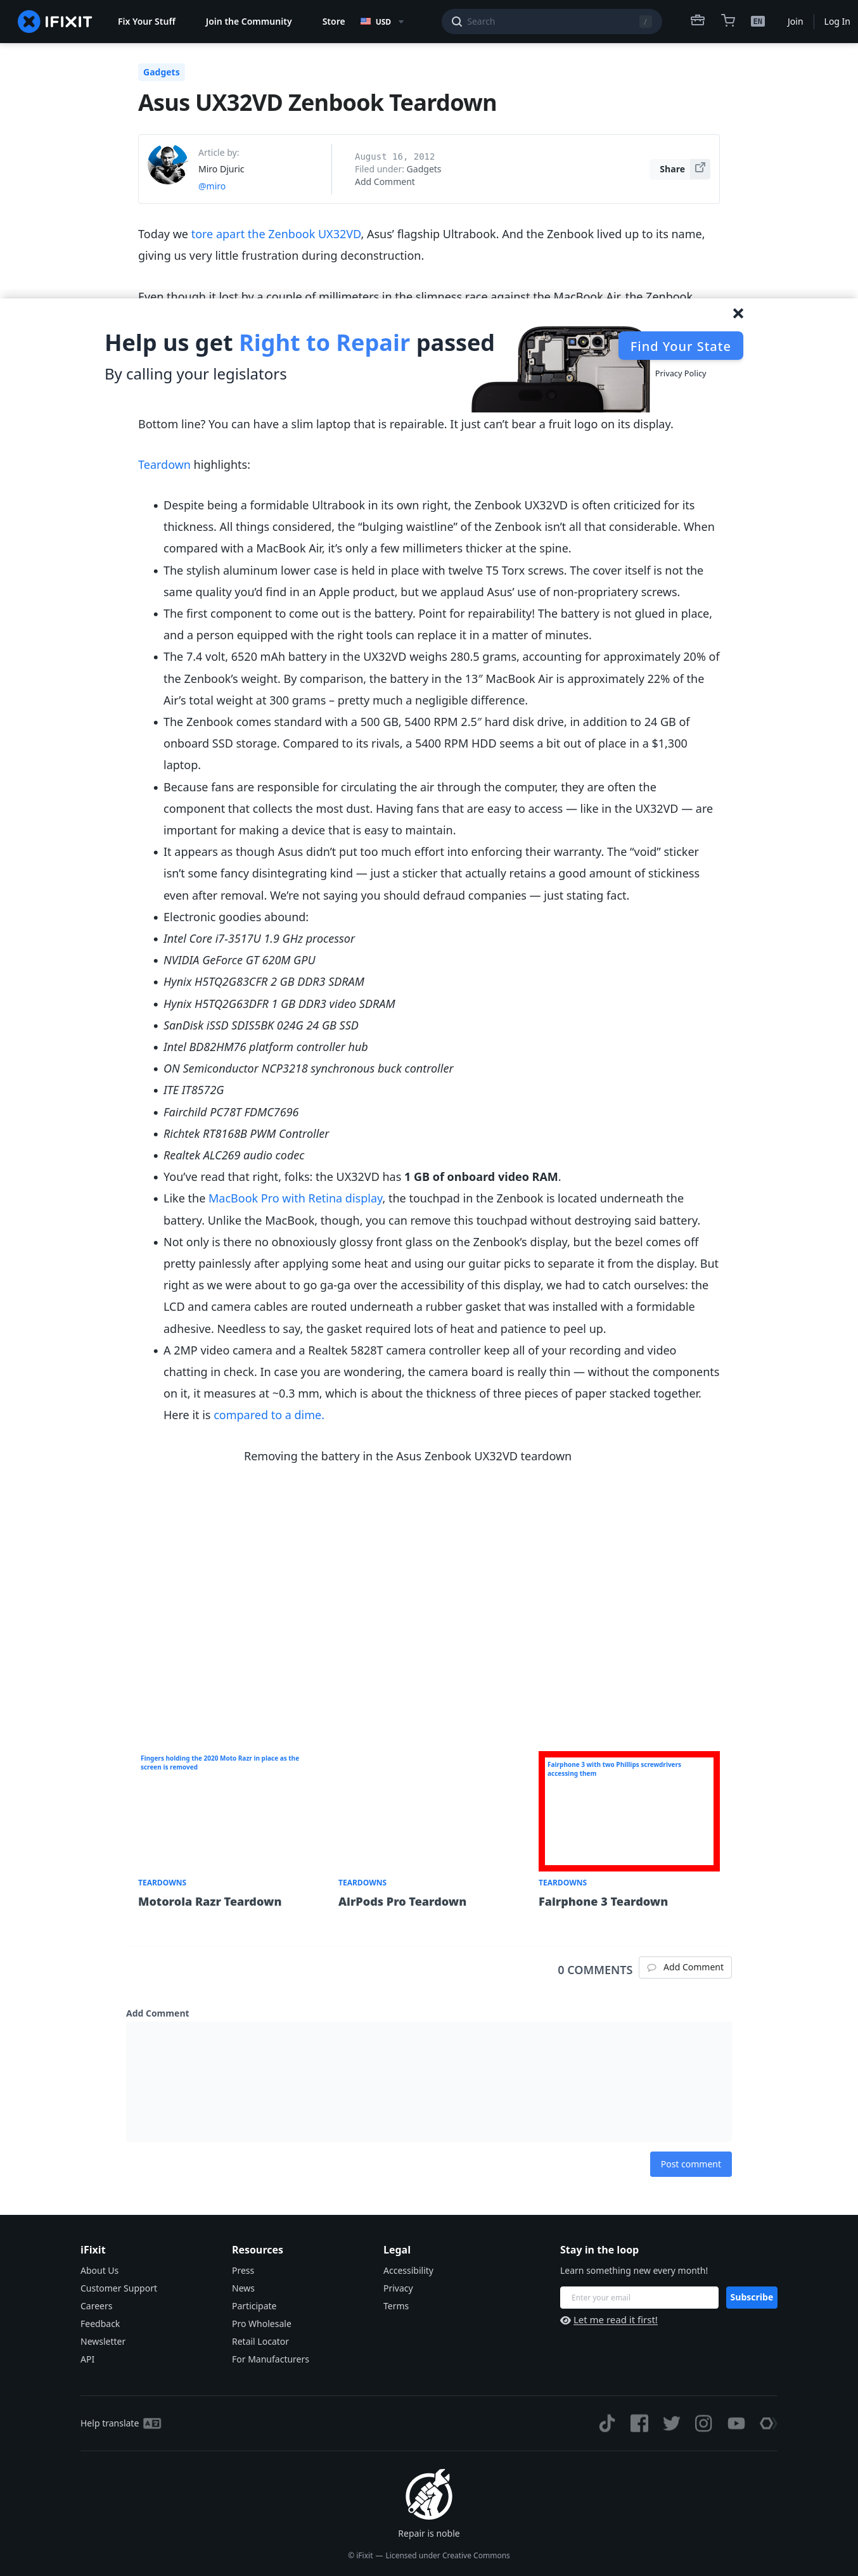 IFIXIT
Fix Your Stuff
Join the Community
Store
USD
Search
/
EN
Join
Log In
Gadgets
Asus UX32VD Zenbook Teardown
Article by:
Miro Djuric
@miro
August 16, 2012
Filed under: Gadgets
Add Comment
Share
Today we tore apart the Zenbook UX32VD, Asus’ flagship Ultrabook. And the Zenbook lived up to its name,
giving us very little frustration during deconstruction.
Even though it lost by a couple of millimeters in the slimness race against the MacBook Air, the Zenbook
Help us get Right to Repair passed
By calling your legislators
Find Your State
Privacy Policy
Bottom line? You can have a slim laptop that is repairable. It just can’t bear a fruit logo on its display.
Teardown highlights:
Despite being a formidable Ultrabook in its own right, the Zenbook UX32VD is often criticized for its
thickness. All things considered, the “bulging waistline” of the Zenbook isn’t all that considerable. When
compared with a MacBook Air, it’s only a few millimeters thicker at the spine.
The stylish aluminum lower case is held in place with twelve T5 Torx screws. The cover itself is not the
same quality you’d find in an Apple product, but we applaud Asus’ use of non-propriatery screws.
The first component to come out is the battery. Point for repairability! The battery is not glued in place,
and a person equipped with the right tools can replace it in a matter of minutes.
The 7.4 volt, 6520 mAh battery in the UX32VD weighs 280.5 grams, accounting for approximately 20% of
the Zenbook’s weight. By comparison, the battery in the 13″ MacBook Air is approximately 22% of the
Air’s total weight at 300 grams – pretty much a negligible difference.
The Zenbook comes standard with a 500 GB, 5400 RPM 2.5″ hard disk drive, in addition to 24 GB of
onboard SSD storage. Compared to its rivals, a 5400 RPM HDD seems a bit out of place in a $1,300
laptop.
Because fans are responsible for circulating the air through the computer, they are often the
component that collects the most dust. Having fans that are easy to access — like in the UX32VD — are
important for making a device that is easy to maintain.
It appears as though Asus didn’t put too much effort into enforcing their warranty. The “void” sticker
isn’t some fancy disintegrating kind — just a sticker that actually retains a good amount of stickiness
even after removal. We’re not saying you should defraud companies — just stating fact.
Electronic goodies abound:
Intel Core i7-3517U 1.9 GHz processor
NVIDIA GeForce GT 620M GPU
Hynix H5TQ2G83CFR 2 GB DDR3 SDRAM
Hynix H5TQ2G63DFR 1 GB DDR3 video SDRAM
SanDisk iSSD SDIS5BK 024G 24 GB SSD
Intel BD82HM76 platform controller hub
ON Semiconductor NCP3218 synchronous buck controller
ITE IT8572G
Fairchild PC78T FDMC7696
Richtek RT8168B PWM Controller
Realtek ALC269 audio codec
You’ve read that right, folks: the UX32VD has 1 GB of onboard video RAM.
Like the MacBook Pro with Retina display, the touchpad in the Zenbook is located underneath the
battery. Unlike the MacBook, though, you can remove this touchpad without destroying said battery.
Not only is there no obnoxiously glossy front glass on the Zenbook’s display, but the bezel comes off
pretty painlessly after applying some heat and using our guitar picks to separate it from the display. But
right as we were about to go ga-ga over the accessibility of this display, we had to catch ourselves: the
LCD and camera cables are routed underneath a rubber gasket that was installed with a formidable
adhesive. Needless to say, the gasket required lots of heat and patience to peel up.
A 2MP video camera and a Realtek 5828T camera controller keep all of your recording and video
chatting in check. In case you are wondering, the camera board is really thin — without the components
on it, it measures at ~0.3 mm, which is about the thickness of three pieces of paper stacked together.
Here it is compared to a dime.
Removing the battery in the Asus Zenbook UX32VD teardown
Fingers holding the 2020 Moto Razr in place as the
screen is removed
Fairphone 3 with two Phillips screwdrivers
accessing them
TEARDOWNS
Motorola Razr Teardown
TEARDOWNS
AirPods Pro Teardown
TEARDOWNS
Fairphone 3 Teardown
0 COMMENTS
Add Comment
Add Comment
Post comment
iFixit
About Us
Customer Support
Careers
Feedback
Newsletter
API
Resources
Press
News
Participate
Pro Wholesale
Retail Locator
For Manufacturers
Legal
Accessibility
Privacy
Terms
Stay in the loop
Learn something new every month!
Enter your email
Subscribe
Let me read it first!
Help translate
Repair is noble
© iFixit — Licensed under Creative Commons